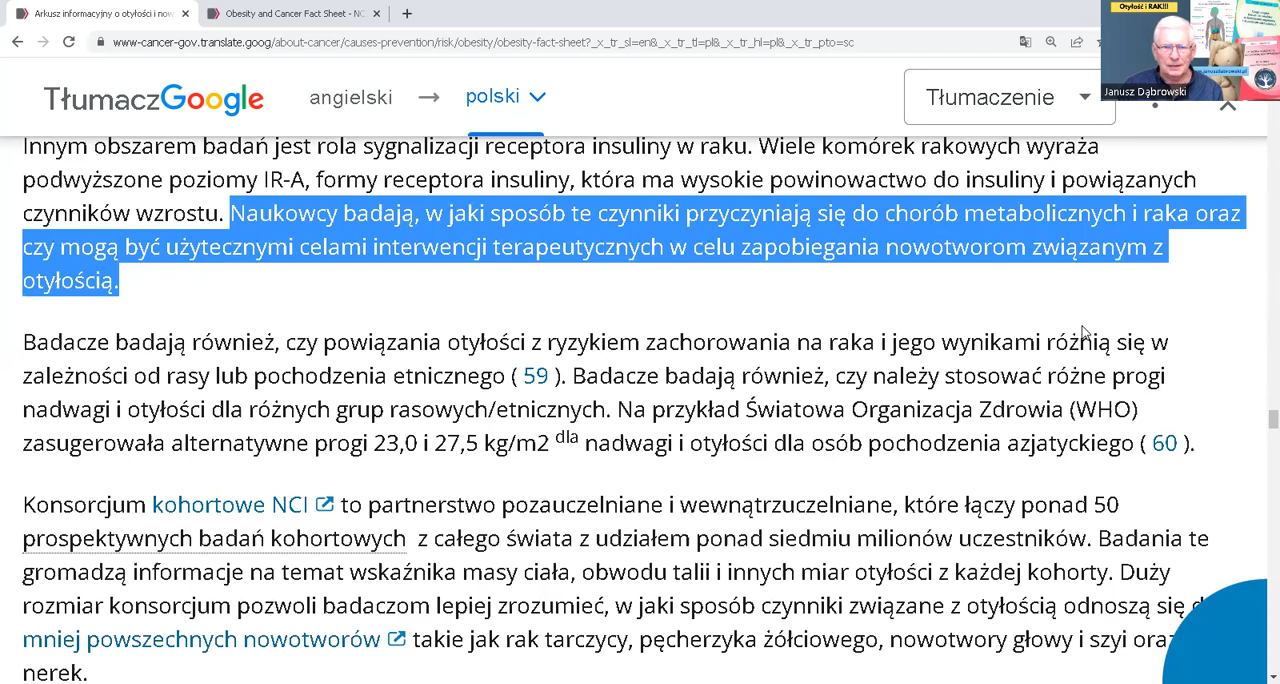 Arkusz informacyjny o otyłości i now
Obesity and Cancer Fact Sheet - NC
www-cancer-gov.translate.goog/about-cancer/causes-prevention/risk/obesity/obesity-fact-sheet?_x_tr_sl=en&_x_tr_tl=pl&_x_tr_hl=pl&_x_tr_pto=sc
Otyłość i RAK!!!
www.januszdabrowski.pl
Janusz Dąbrowski
TłumaczGoogle angielski → polski Tłumaczenie
Innym obszarem badań jest rola sygnalizacji receptora insuliny w raku. Wiele komórek rakowych wyraża
podwyższone poziomy IR-A, formy receptora insuliny, która ma wysokie powinowactwo do insuliny i powiązanych
czynników wzrostu. Naukowcy badają, w jaki sposób te czynniki przyczyniają się do chorób metabolicznych i raka oraz
czy mogą być użytecznymi celami interwencji terapeutycznych w celu zapobiegania nowotworom związanym z
otyłością.
Badacze badają również, czy powiązania otyłości z ryzykiem zachorowania na raka i jego wynikami różnią się w
zależności od rasy lub pochodzenia etnicznego ( 59 ). Badacze badają również, czy należy stosować różne progi
nadwagi i otyłości dla różnych grup rasowych/etnicznych. Na przykład Światowa Organizacja Zdrowia (WHO)
zasugerowała alternatywne progi 23,0 i 27,5 kg/m2 dla nadwagi i otyłości dla osób pochodzenia azjatyckiego ( 60 ).
Konsorcjum kohortowe NCI to partnerstwo pozauczelniane i wewnątrzuczelniane, które łączy ponad 50
prospektywnych badań kohortowych z całego świata z udziałem ponad siedmiu milionów uczestników. Badania te
gromadzą informacje na temat wskaźnika masy ciała, obwodu talii i innych miar otyłości z każdej kohorty. Duży
rozmiar konsorcjum pozwoli badaczom lepiej zrozumieć, w jaki sposób czynniki związane z otyłością odnoszą się d
mniej powszechnych nowotworów takie jak rak tarczycy, pęcherzyka żółciowego, nowotwory głowy i szyi oraz
nerek.